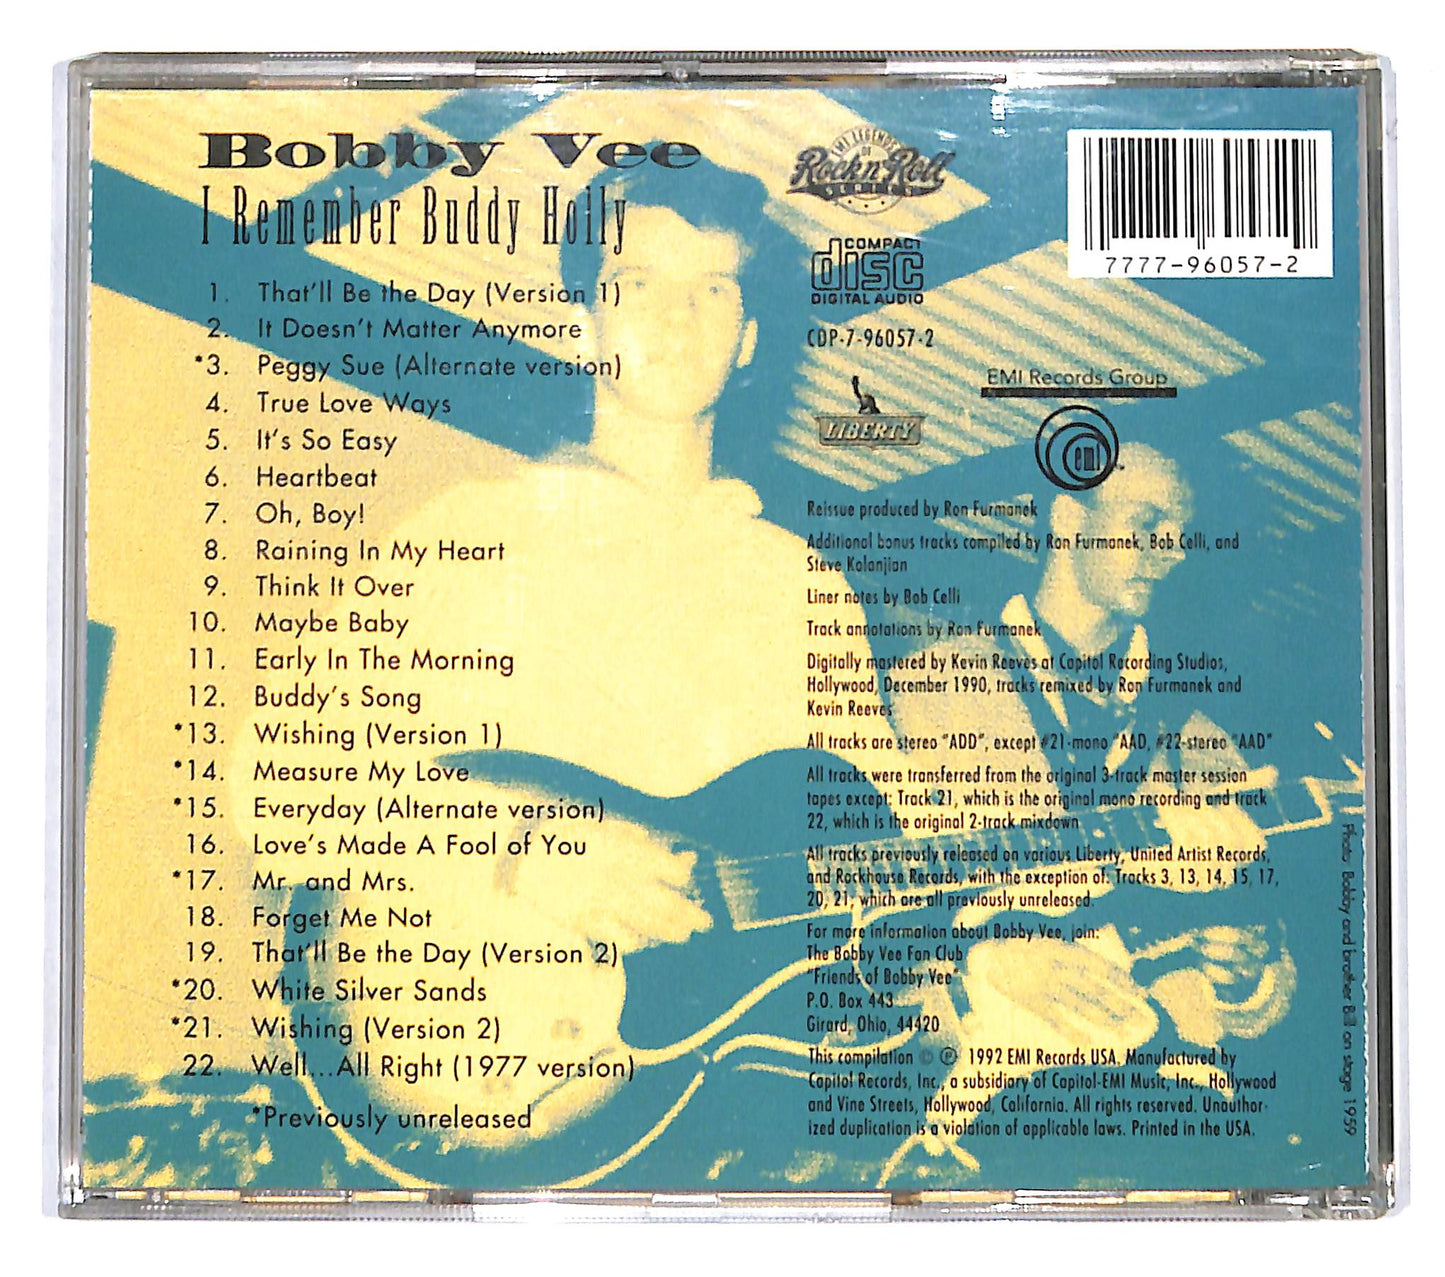 Bobby Vee
I Remember Buddy Holly
1. That'll Be the Day (Version 1)
2. It Doesn't Matter Anymore
*3. Peggy Sue (Alternate version)
4. True Love Ways
5. It's So Easy
6. Heartbeat
7. Oh, Boy!
8. Raining In My Heart
9. Think It Over
10. Maybe Baby
11. Early In The Morning
12. Buddy's Song
*13. Wishing (Version 1)
*14. Measure My Love
*15. Everyday (Alternate version)
16. Love's Made A Fool of You
*17. Mr. and Mrs.
18. Forget Me Not
19. That'll Be the Day (Version 2)
*20. White Silver Sands
*21. Wishing (Version 2)
22. Well...All Right (1977 version)
*Previously unreleased
EMI LEGENDS
OF
Rock n' Roll
SERIES
COMPACT
disc
DIGITAL AUDIO
CDP-7-96057-2
7777-96057-2
EMI Records Group
LIBERTY
emi
Reissue produced by Ron Furmanek
Additional bonus tracks compiled by Ron Furmanek, Bob Celli, and
Steve Kolanjian
Liner notes by Bob Celli
Track annotations by Ron Furmanek
Digitally mastered by Kevin Reeves at Capitol Recording Studios,
Hollywood, December 1990, tracks remixed by Ron Furmanek and
Kevin Reeves
All tracks are stereo "ADD", except #21-mono "AAD, #22-stereo "AAD"
All tracks were transferred from the original 3-track master session
tapes except: Track 21, which is the original mono recording and track
22, which is the original 2-track mixdown
All tracks previously released on various Liberty, United Artist Records,
and Rockhouse Records, with the exception of: Tracks 3, 13, 14, 15, 17,
20, 21, which are all previously unreleased.
For more information about Bobby Vee, join:
The Bobby Vee Fan Club
"Friends of Bobby Vee"
P.O. Box 443
Girard, Ohio, 44420
This compilation © ℗ 1992 EMI Records USA. Manufactured by
Capitol Records, Inc., a subsidiary of Capitol-EMI Music, Inc., Hollywood
and Vine Streets, Hollywood, California. All rights reserved. Unauthor-
ized duplication is a violation of applicable laws. Printed in the USA.
Photo: Bobby and brother Bill on stage 1959